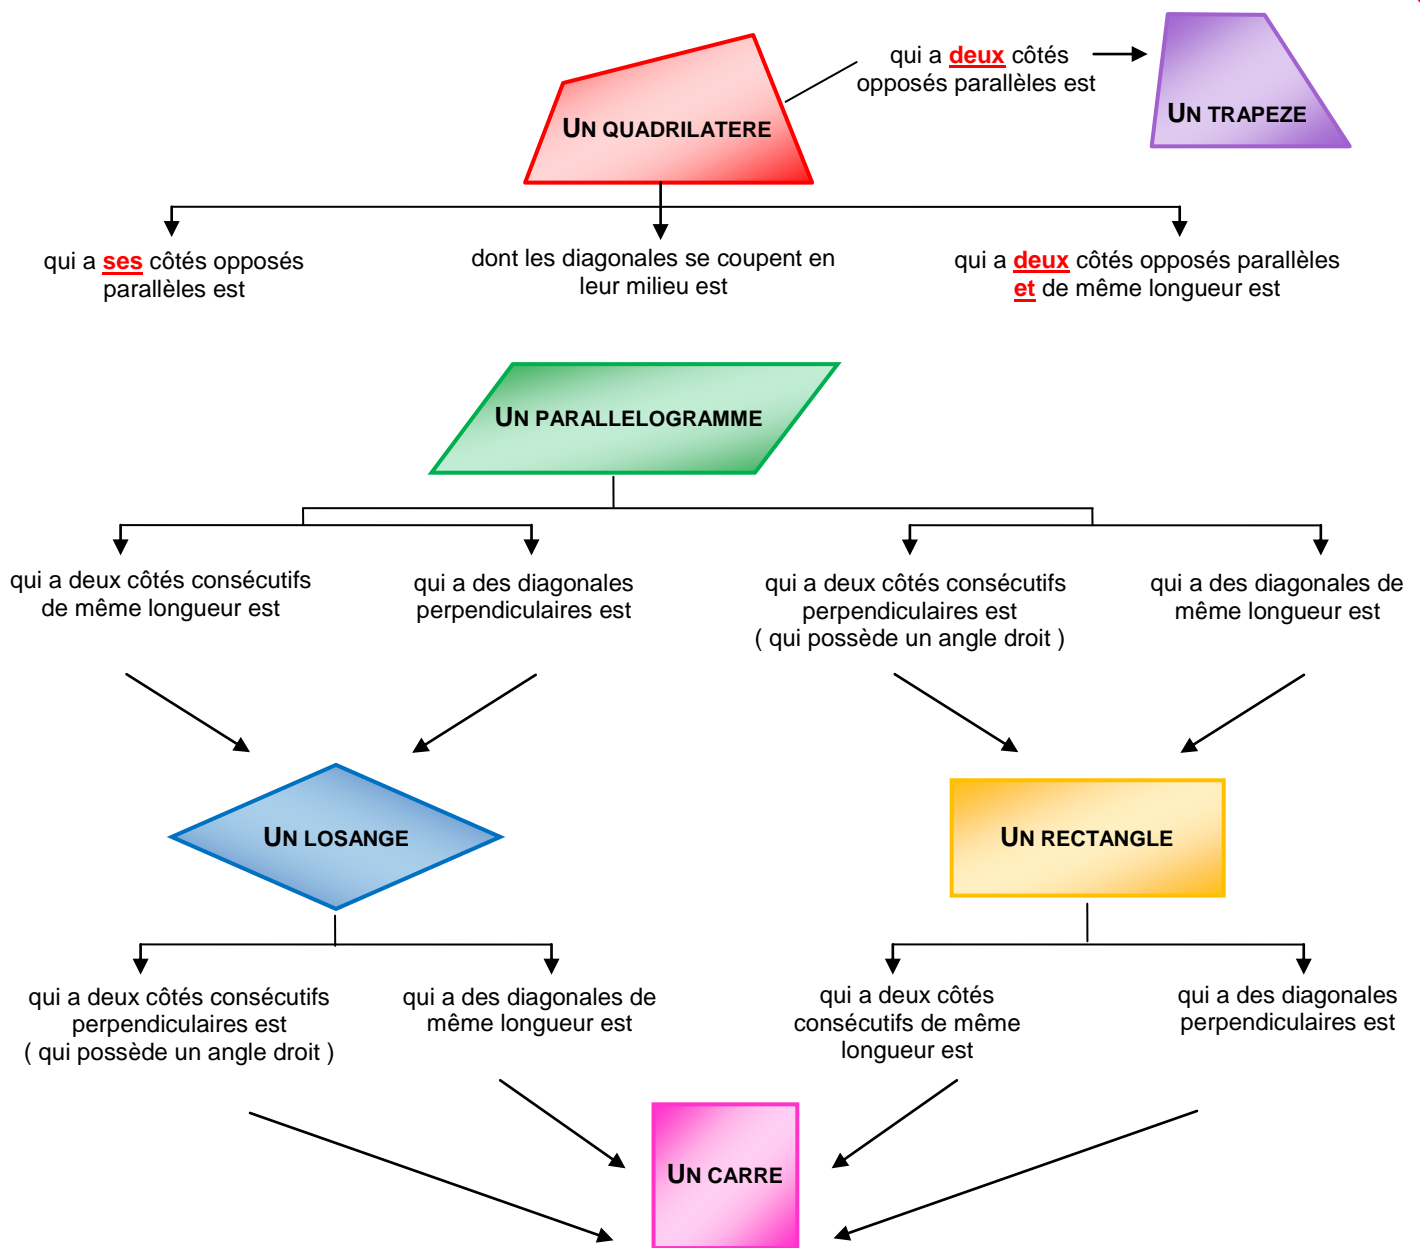 qui a deux côtés
opposés parallèles est
UN QUADRILATERE
UN TRAPEZE
qui a ses côtés opposés
parallèles est
dont les diagonales se coupent en
leur milieu est
qui a deux côtés opposés parallèles
et de même longueur est
UN PARALLELOGRAMME
qui a deux côtés consécutifs
de même longueur est
qui a des diagonales
perpendiculaires est
qui a deux côtés consécutifs
perpendiculaires est
( qui possède un angle droit )
qui a des diagonales de
même longueur est
UN LOSANGE
UN RECTANGLE
qui a deux côtés consécutifs
perpendiculaires est
( qui possède un angle droit )
qui a des diagonales de
même longueur est
qui a deux côtés
consécutifs de même
longueur est
qui a des diagonales
perpendiculaires est
UN CARRE